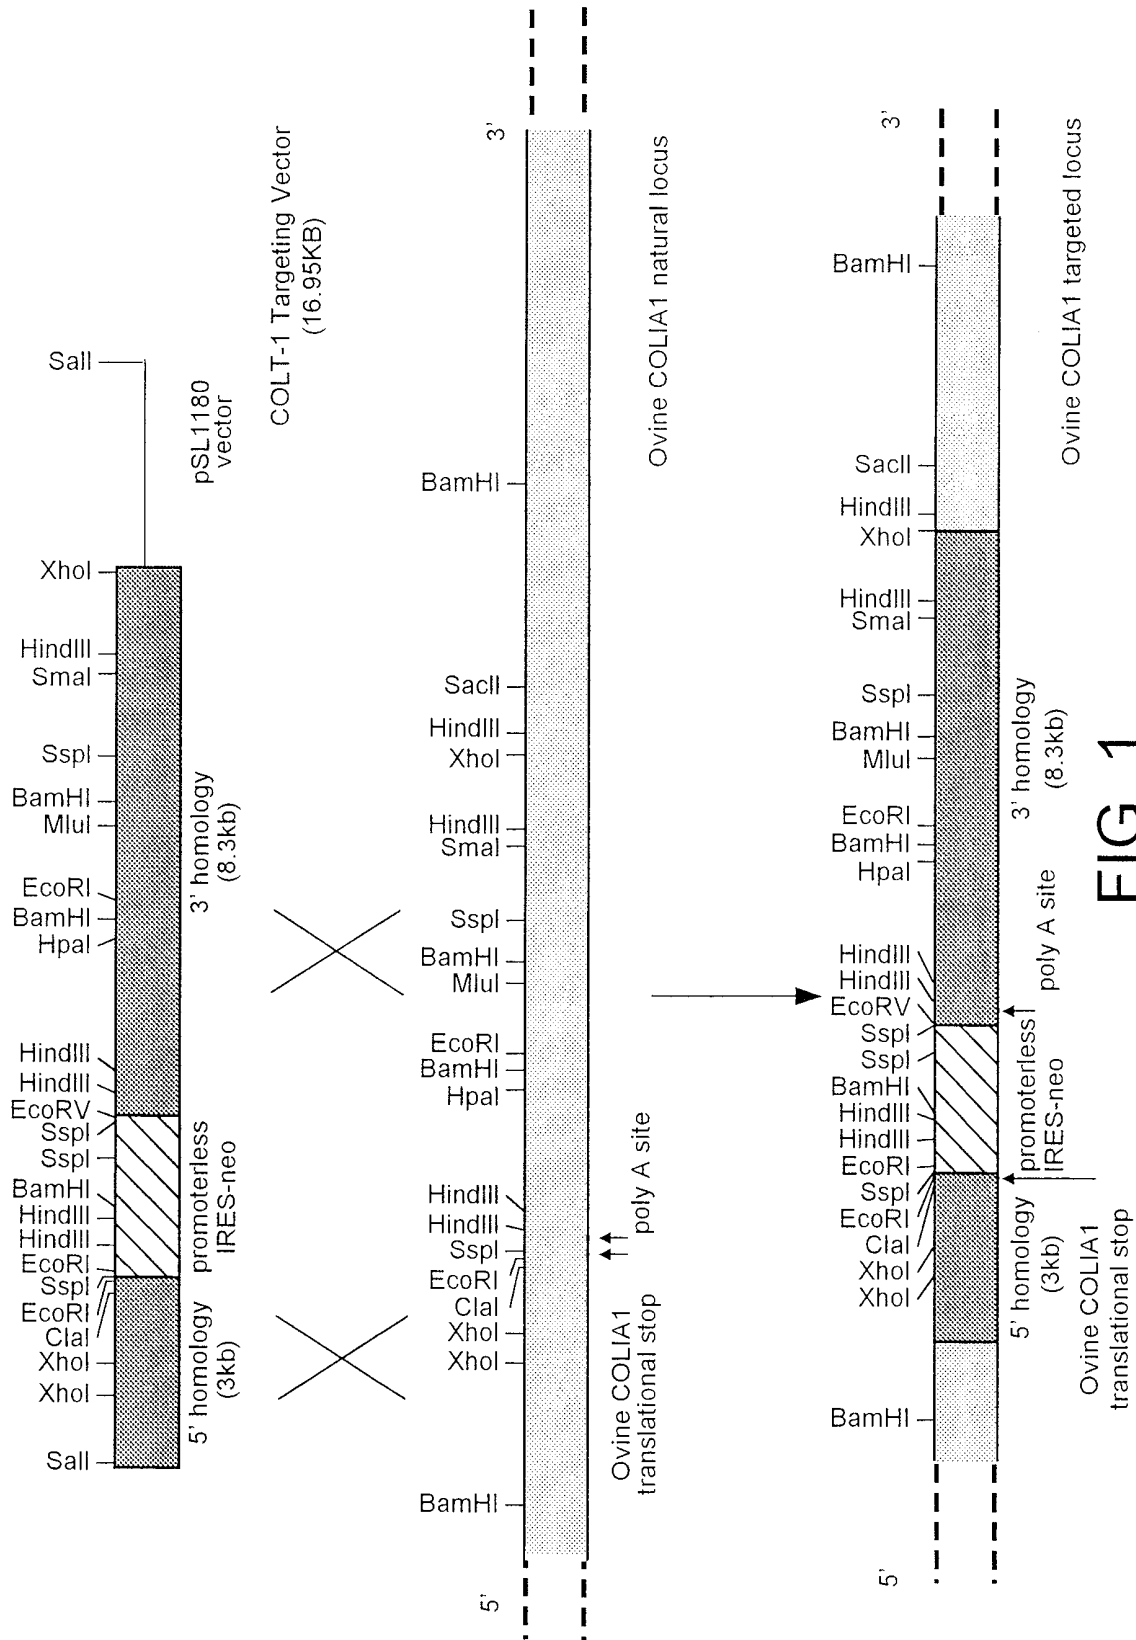 SalI
XhoI
XhoI
ClaI
EcoRI
SspI
EcoRI
HindIII
HindIII
BamHI
SspI
SspI
EcoRV
HindIII
HindIII
HpaI
BamHI
EcoRI
MluI
BamHI
SspI
SmaI
HindIII
XhoI
SalI
5' homology
(3kb)
promoterless
IRES-neo
3' homology
(8.3kb)
pSL1180
vector
COLT-1 Targeting Vector
(16.95KB)
5'
BamHI
XhoI
XhoI
ClaI
EcoRI
SspI
HindIII
HindIII
HpaI
BamHI
EcoRI
MluI
BamHI
SspI
SmaI
HindIII
XhoI
HindIII
SacII
BamHI
3'
Ovine COLIA1
translational stop
poly A site
Ovine COLIA1 natural locus
5'
BamHI
XhoI
XhoI
ClaI
EcoRI
SspI
EcoRI
HindIII
HindIII
BamHI
SspI
SspI
EcoRV
HindIII
HindIII
HpaI
BamHI
EcoRI
MluI
BamHI
SspI
SmaI
HindIII
XhoI
HindIII
SacII
BamHI
3'
5' homology
(3kb)
promoterless
IRES-neo
poly A site
3' homology
(8.3kb)
Ovine COLIA1
translational stop
Ovine COLIA1 targeted locus
FIG 1